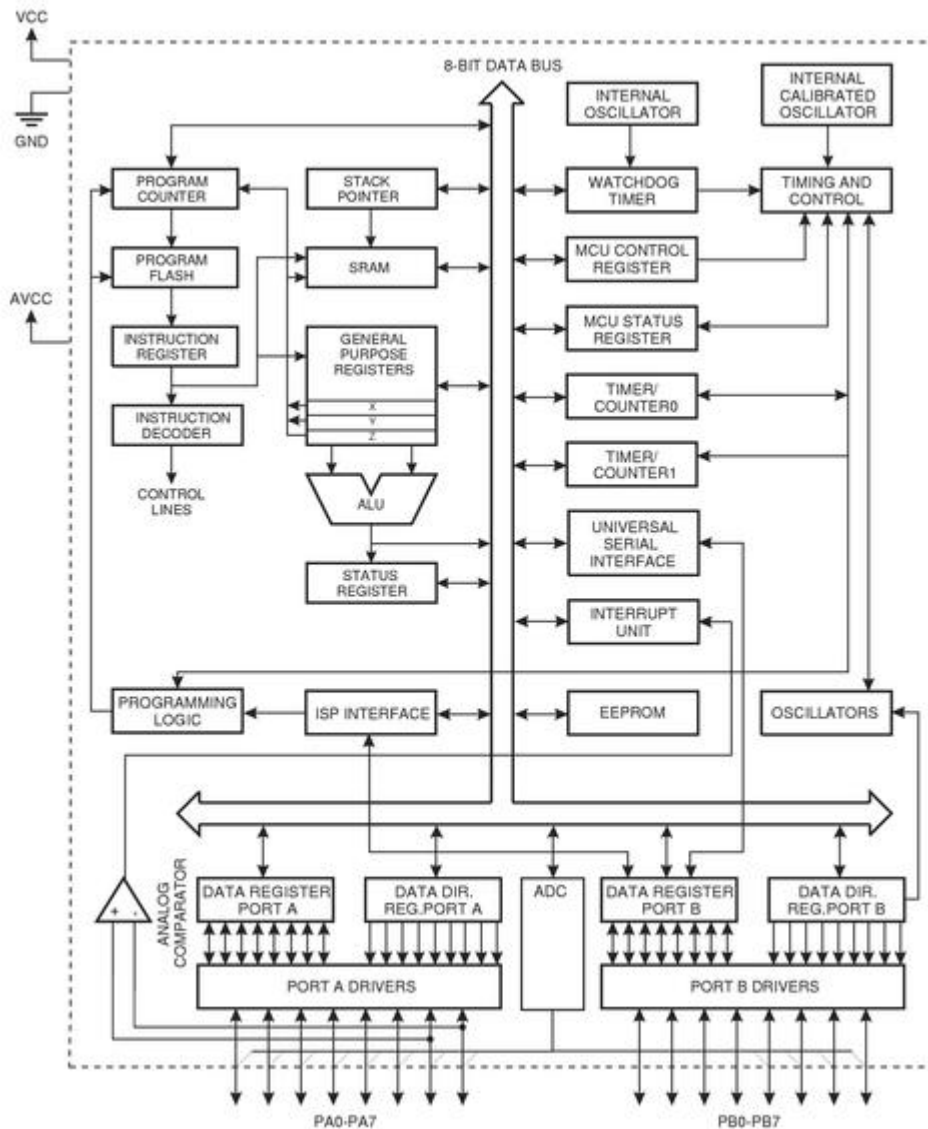 VCC
GND
AVCC
8-BIT DATA BUS
INTERNAL
OSCILLATOR
INTERNAL
CALIBRATED
OSCILLATOR
PROGRAM
COUNTER
STACK
POINTER
WATCHDOG
TIMER
TIMING AND
CONTROL
PROGRAM
FLASH
SRAM
MCU CONTROL
REGISTER
INSTRUCTION
REGISTER
GENERAL
PURPOSE
REGISTERS
X
Y
Z
MCU STATUS
REGISTER
INSTRUCTION
DECODER
TIMER/
COUNTER0
CONTROL
LINES
ALU
TIMER/
COUNTER1
STATUS
REGISTER
UNIVERSAL
SERIAL
INTERFACE
INTERRUPT
UNIT
PROGRAMMING
LOGIC
ISP INTERFACE
EEPROM
OSCILLATORS
ANALOG
COMPARATOR
+
-
DATA REGISTER
PORT A
DATA DIR.
REG.PORT A
ADC
DATA REGISTER
PORT B
DATA DIR.
REG.PORT B
PORT A DRIVERS
PORT B DRIVERS
PA0-PA7
PB0-PB7